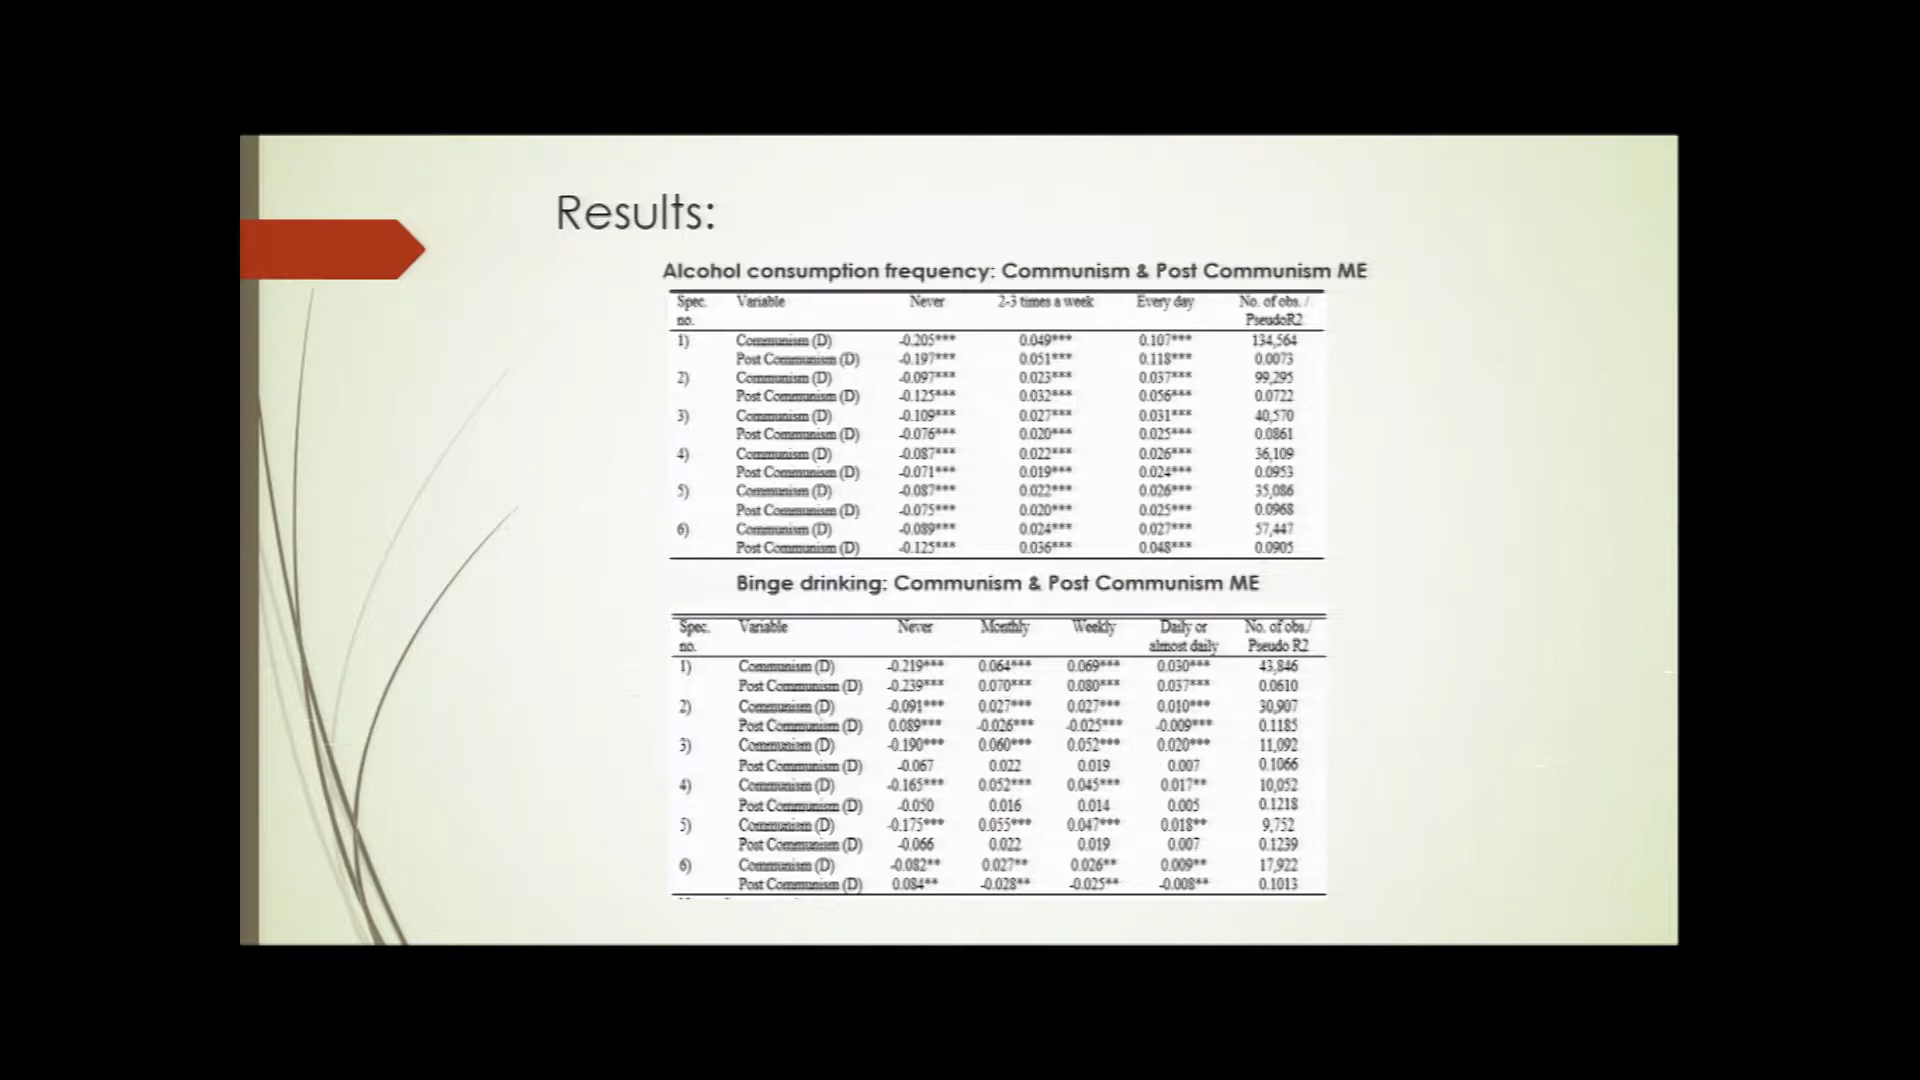 Results:
Alcohol consumption frequency: Communism & Post Communism ME
Spec. no. Variable Never 2-3 times a week Every day No. of obs. / PseudoR2
1) Communism (D) -0.205*** 0.049*** 0.107*** 134,564
Post Communism (D) -0.197*** 0.051*** 0.118*** 0.0073
2) Communism (D) -0.097*** 0.023*** 0.037*** 99,295
Post Communism (D) -0.125*** 0.032*** 0.056*** 0.0722
3) Communism (D) -0.109*** 0.027*** 0.031*** 40,570
Post Communism (D) -0.076*** 0.020*** 0.025*** 0.0861
4) Communism (D) -0.087*** 0.022*** 0.026*** 36,109
Post Communism (D) -0.071*** 0.019*** 0.024*** 0.0953
5) Communism (D) -0.087*** 0.022*** 0.026*** 35,086
Post Communism (D) -0.075*** 0.020*** 0.025*** 0.0968
6) Communism (D) -0.089*** 0.024*** 0.027*** 57,447
Post Communism (D) -0.125*** 0.036*** 0.048*** 0.0905
Binge drinking: Communism & Post Communism ME
Spec. no. Variable Never Monthly Weekly Daily or almost daily No. of obs./ Pseudo R2
1) Communism (D) -0.219*** 0.064*** 0.069*** 0.030*** 43,846
Post Communism (D) -0.239*** 0.070*** 0.080*** 0.037*** 0.0610
2) Communism (D) -0.091*** 0.027*** 0.027*** 0.010*** 30,907
Post Communism (D) 0.089*** -0.026*** -0.025*** -0.009*** 0.1185
3) Communism (D) -0.190*** 0.060*** 0.052*** 0.020*** 11,092
Post Communism (D) -0.067 0.022 0.019 0.007 0.1066
4) Communism (D) -0.165*** 0.052*** 0.045*** 0.017** 10,052
Post Communism (D) -0.050 0.016 0.014 0.005 0.1218
5) Communism (D) -0.175*** 0.055*** 0.047*** 0.018** 9,752
Post Communism (D) -0.066 0.022 0.019 0.007 0.1239
6) Communism (D) -0.082** 0.027** 0.026** 0.009** 17,922
Post Communism (D) 0.084** -0.028** -0.025** -0.008** 0.1013